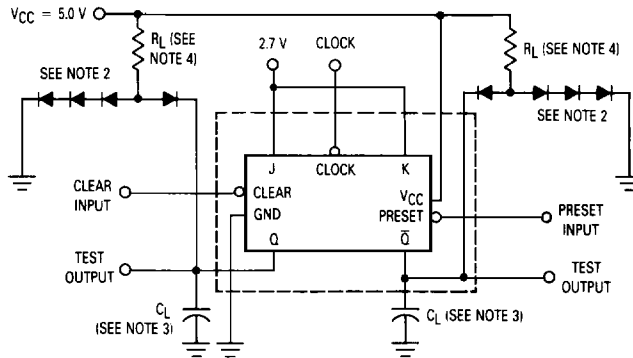 VCC = 5.0 V
RL (SEE
NOTE 4)
2.7 V
CLOCK
RL (SEE
NOTE 4)
SEE NOTE 2
SEE NOTE 2
J
CLOCK
K
CLEAR
INPUT
CLEAR
GND
VCC
PRESET
PRESET
INPUT
Q
Q̅
TEST
OUTPUT
TEST
OUTPUT
CL
(SEE NOTE 3)
CL (SEE NOTE 3)